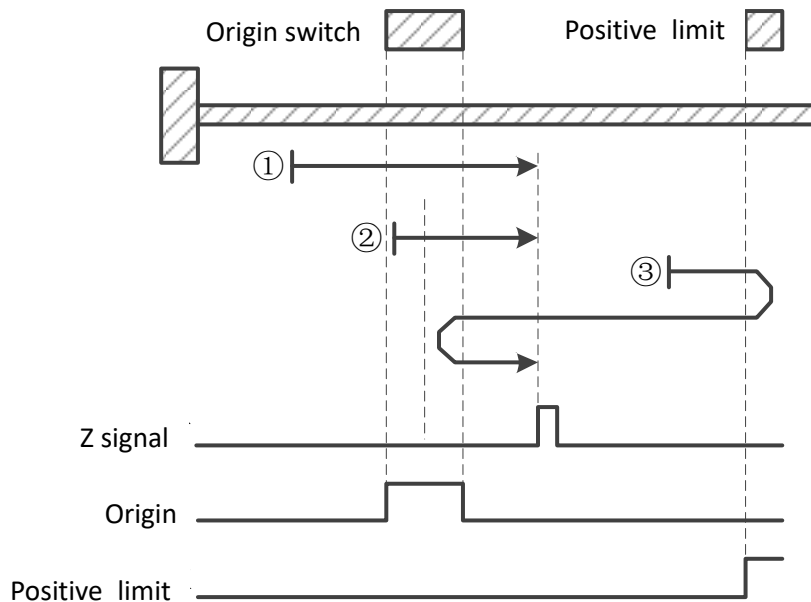 Origin switch
Positive limit
①
②
③
Z signal
Origin
Positive limit